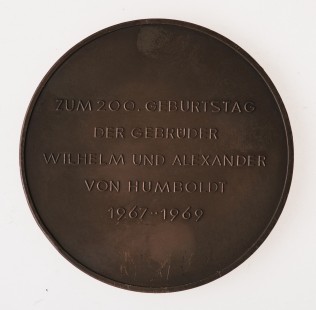 ZUM 200. GEBURTSTAG
DER GEBRÜDER
WILHELM UND ALEXANDER
VON HUMBOLDT
1967–1969